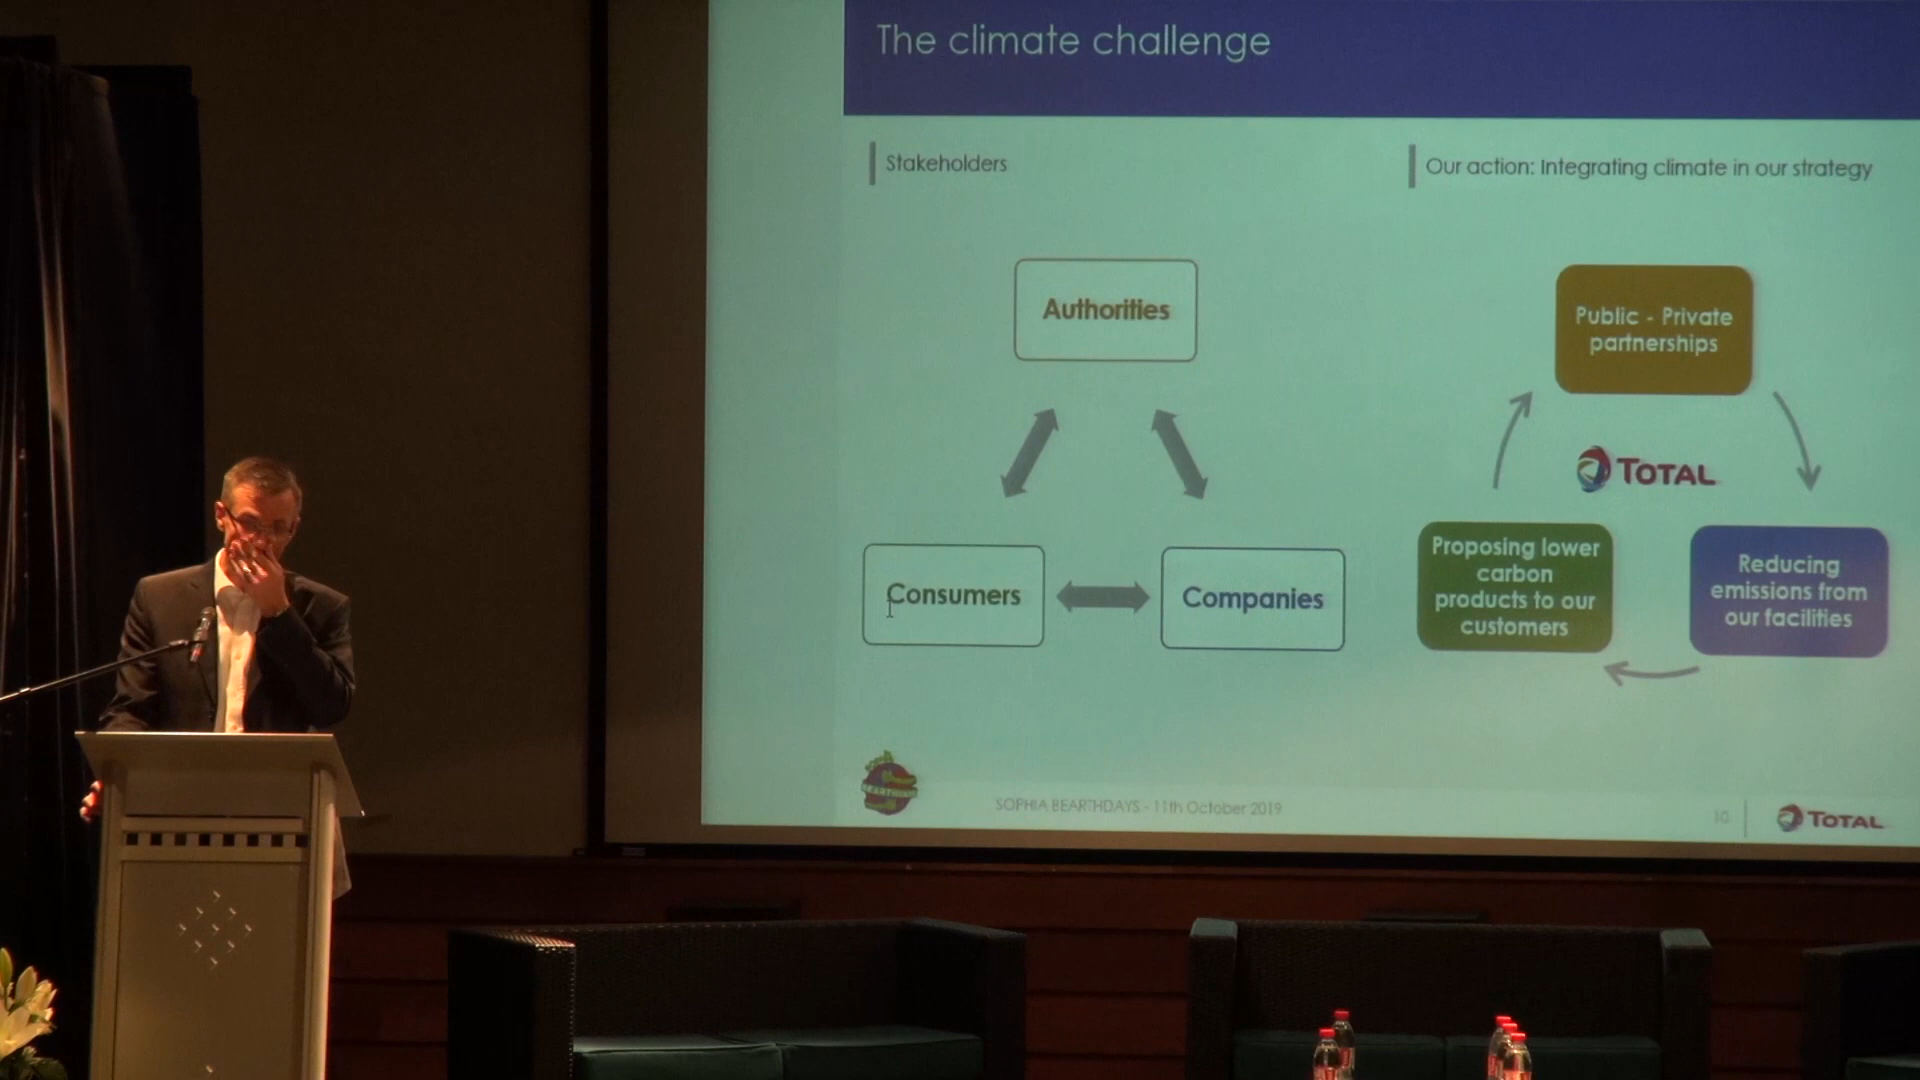 The climate challenge
Stakeholders
Our action: Integrating climate in our strategy
Authorities
Consumers
Companies
Public - Private
partnerships
TOTAL
Proposing lower
carbon
products to our
customers
Reducing
emissions from
our facilities
BEARTHDAYS
SOPHIA BEARTHDAYS - 11th October 2019
10
TOTAL